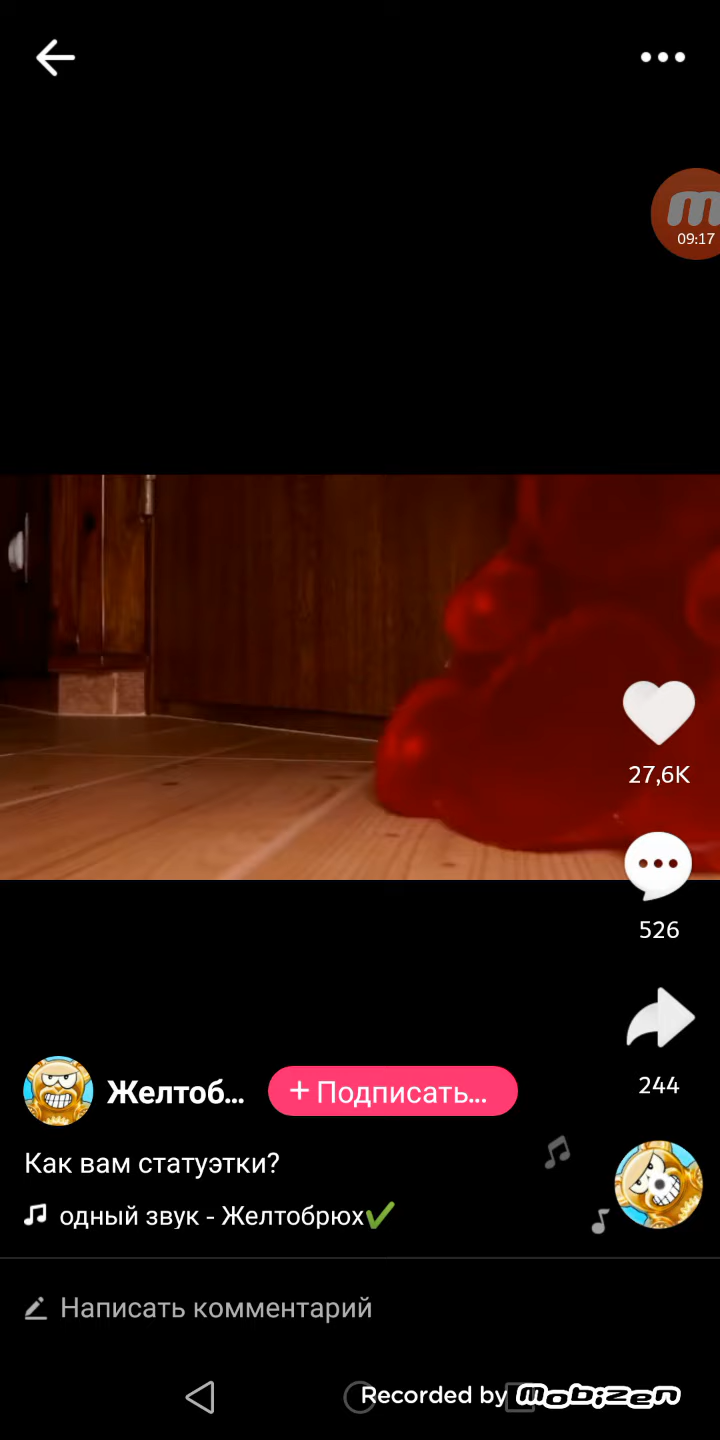 m
09:17
27,6K
526
244
Желтоб...
+ Подписать...
Как вам статуэтки?
одный звук - Желтобрюх✔
Написать комментарий
Recorded by mobizen